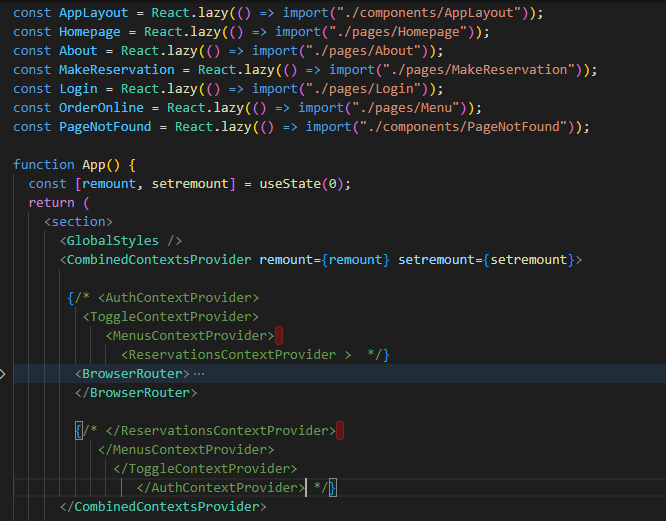 const AppLayout = React.lazy(() => import("./components/AppLayout"));
const Homepage = React.lazy(() => import("./pages/Homepage"));
const About = React.lazy(() => import("./pages/About"));
const MakeReservation = React.lazy(() => import("./pages/MakeReservation"));
const Login = React.lazy(() => import("./pages/Login"));
const OrderOnline = React.lazy(() => import("./pages/Menu"));
const PageNotFound = React.lazy(() => import("./components/PageNotFound"));
function App() {
const [remount, setremount] = useState(0);
return (
<section>
<GlobalStyles />
<CombinedContextsProvider remount={remount} setremount={setremount}>
{/* <AuthContextProvider>
<ToggleContextProvider>
<MenusContextProvider>
<ReservationsContextProvider >  */}
<BrowserRouter>…
</BrowserRouter>
{/* </ReservationsContextProvider>
</MenusContextProvider>
</ToggleContextProvider>
</AuthContextProvider> */}
</CombinedContextsProvider>